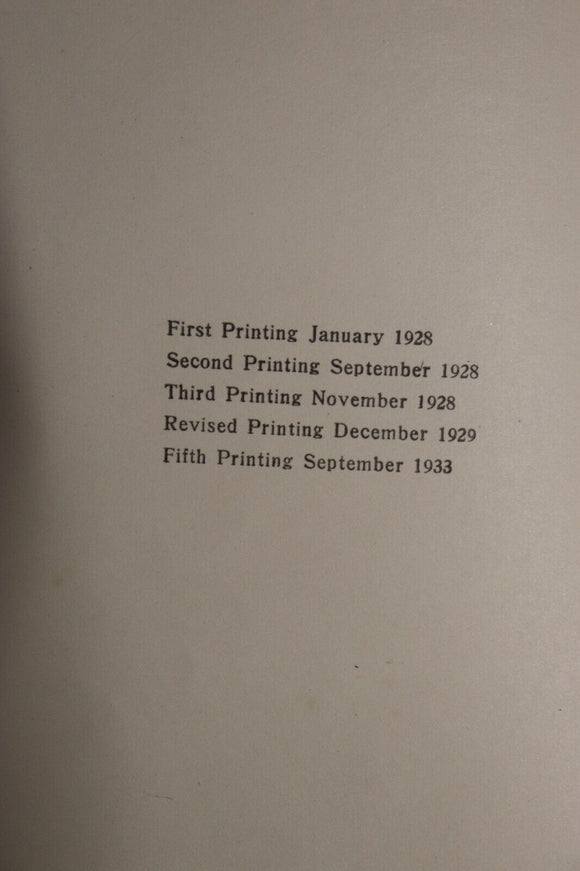 First Printing January 1928
Second Printing September 1928
Third Printing November 1928
Revised Printing December 1929
Fifth Printing September 1933